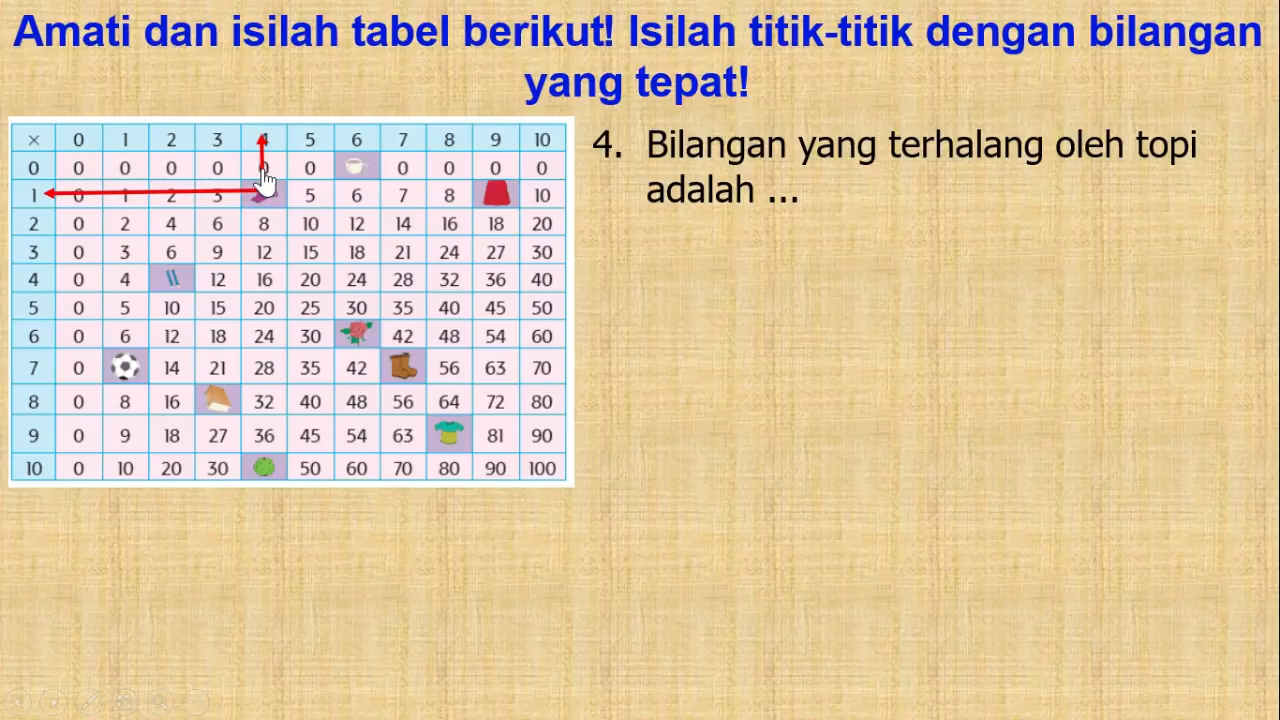 Amati dan isilah tabel berikut! Isilah titik-titik dengan bilangan
yang tepat!
4. Bilangan yang terhalang oleh topi
adalah ...
× 0 1 2 3 4 5 6 7 8 9 10
0 0 0 0 0 0 0 0 0 0 0
1 0 1 2 3 5 6 7 8 10
2 0 2 4 6 8 10 12 14 16 18 20
3 0 3 6 9 12 15 18 21 24 27 30
4 0 4 12 16 20 24 28 32 36 40
5 0 5 10 15 20 25 30 35 40 45 50
6 0 6 12 18 24 30 42 48 54 60
7 0 14 21 28 35 42 56 63 70
8 0 8 16 32 40 48 56 64 72 80
9 0 9 18 27 36 45 54 63 81 90
10 0 10 20 30 50 60 70 80 90 100